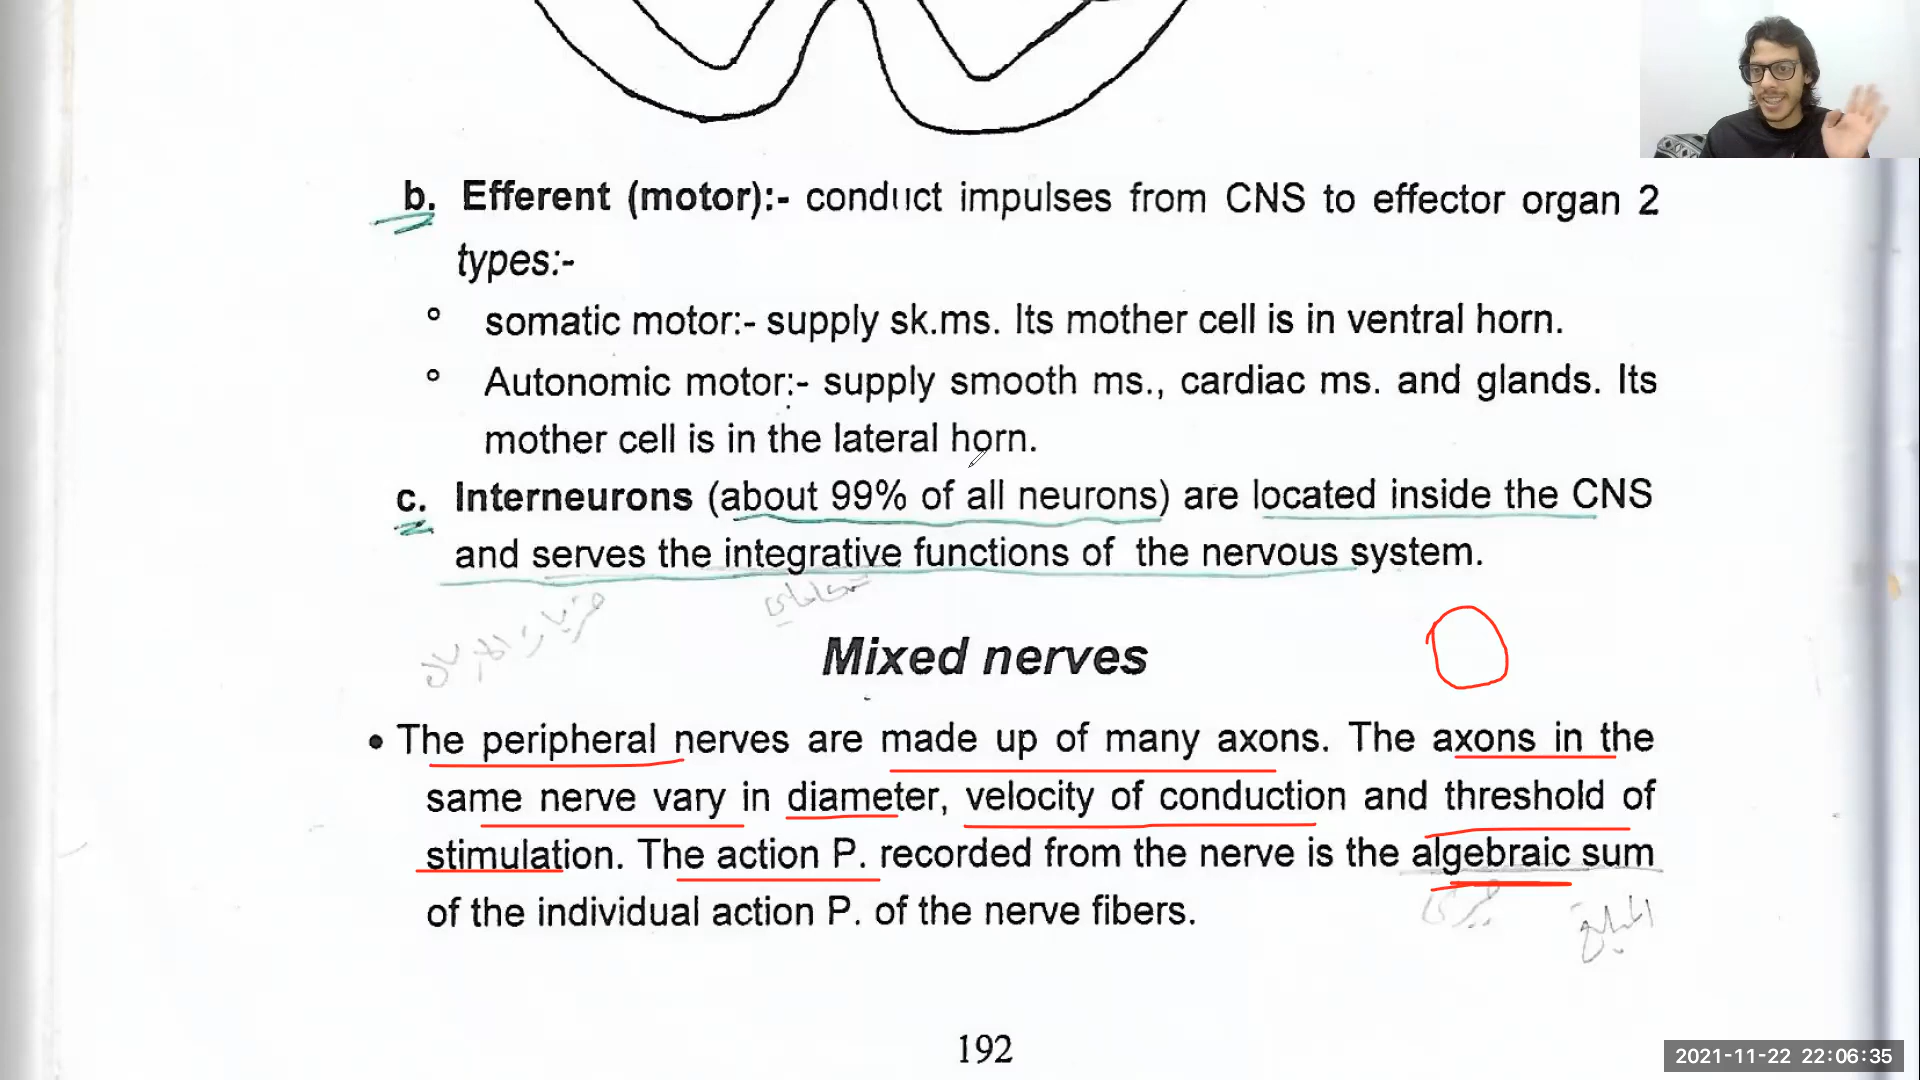 b. Efferent (motor):- conduct impulses from CNS to effector organ 2
types:-
° somatic motor:- supply sk.ms. Its mother cell is in ventral horn.
° Autonomic motor:- supply smooth ms., cardiac ms. and glands. Its
mother cell is in the lateral horn.
c. Interneurons (about 99% of all neurons) are located inside the CNS
and serves the integrative functions of the nervous system.
Mixed nerves
• The peripheral nerves are made up of many axons. The axons in the
same nerve vary in diameter, velocity of conduction and threshold of
stimulation. The action P. recorded from the nerve is the algebraic sum
of the individual action P. of the nerve fibers.
192
2021-11-22 22:06:35